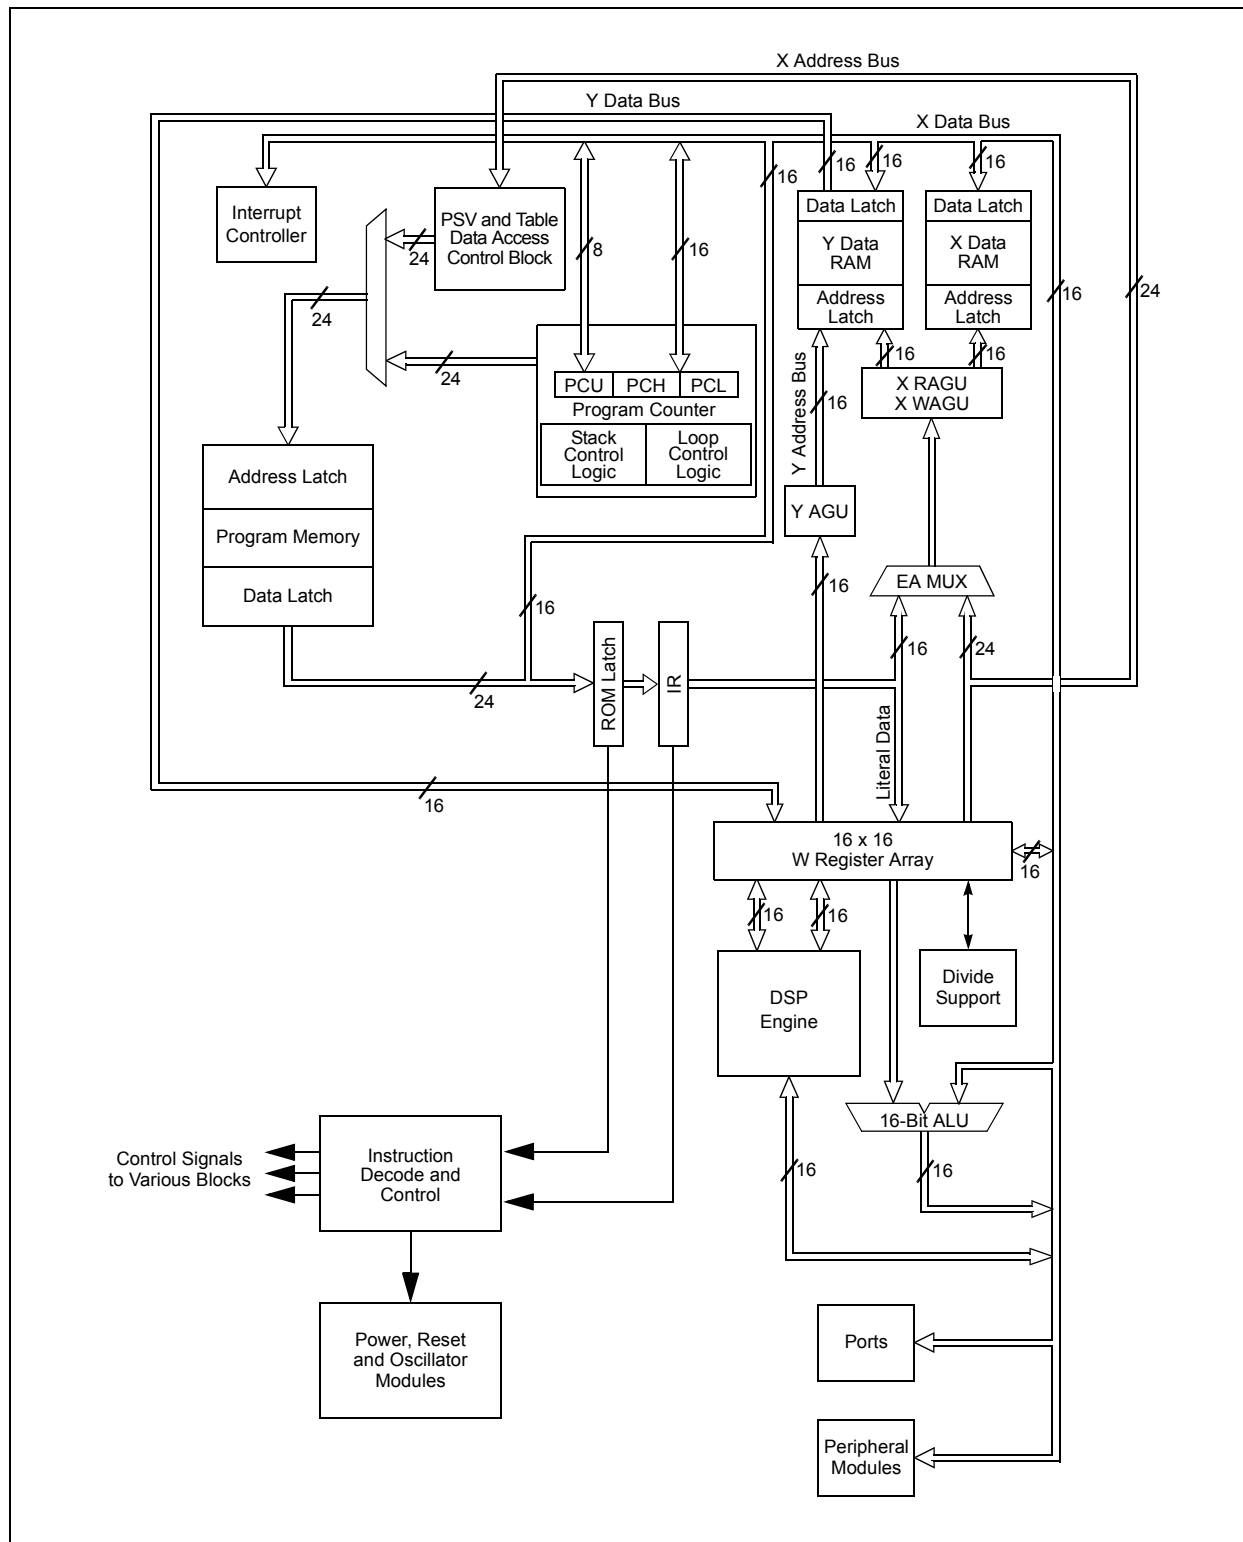 X Address Bus
Y Data Bus
X Data Bus
16
16
16
16
Interrupt
Controller
PSV and Table
Data Access
Control Block
24
8
16
Data Latch
Y Data
RAM
Address
Latch
Data Latch
X Data
RAM
Address
Latch
16
24
24
24
16
16
PCU
PCH
PCL
Program Counter
Stack
Control
Logic
Loop
Control
Logic
Y Address Bus
16
X RAGU
X WAGU
Address Latch
Program Memory
Data Latch
Y AGU
EA MUX
16
16
16
24
24
ROM Latch
IR
Literal Data
16
16 x 16
W Register Array
16
16
16
DSP
Engine
Divide
Support
16-Bit ALU
16
16
Control Signals
to Various Blocks
Instruction
Decode and
Control
Power, Reset
and Oscillator
Modules
Ports
Peripheral
Modules